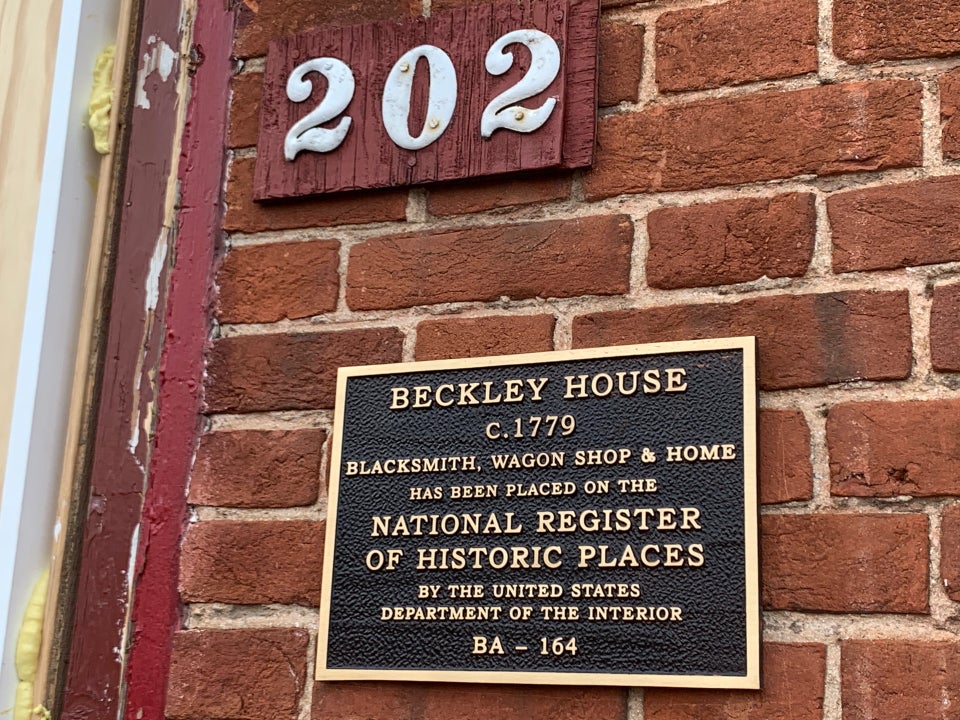 202
BECKLEY HOUSE
C.1779
BLACKSMITH, WAGON SHOP & HOME
HAS BEEN PLACED ON THE
NATIONAL REGISTER
OF HISTORIC PLACES
BY THE UNITED STATES
DEPARTMENT OF THE INTERIOR
BA – 164